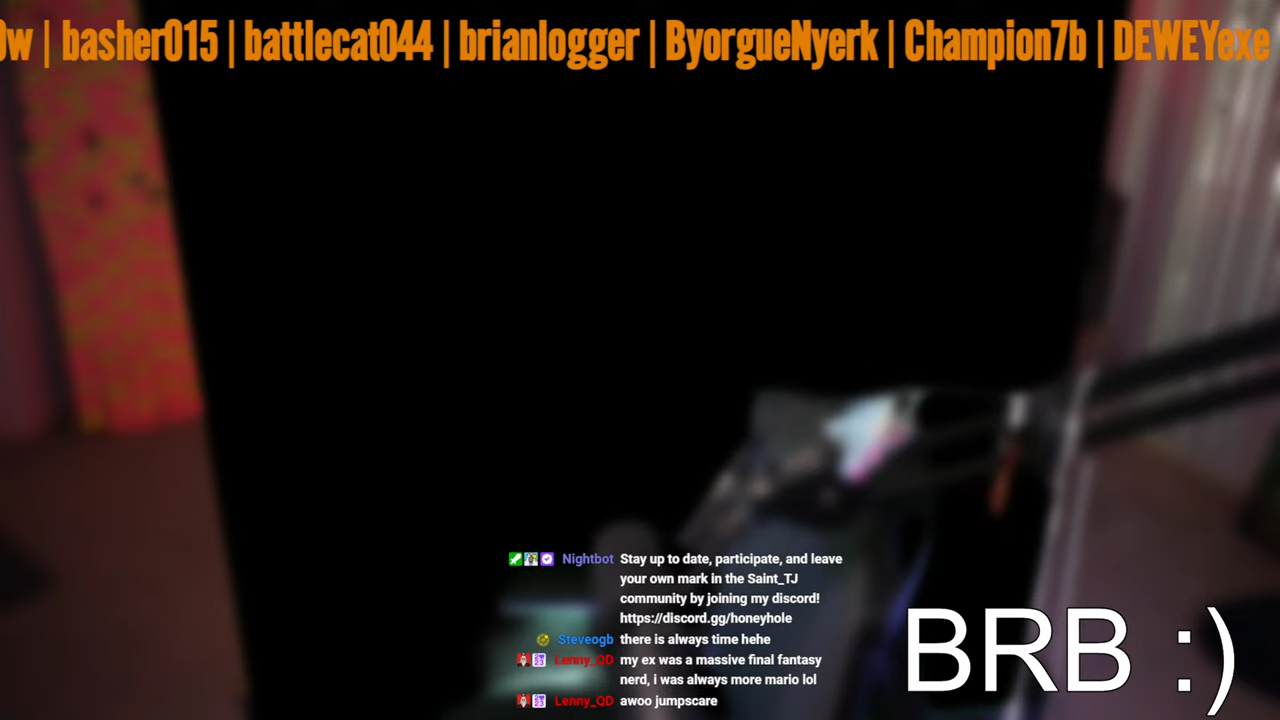 w | basher015 | battlecat044 | brianlogger | ByorgueNyerk | Champion7b | DEWEYexe
Nightbot Stay up to date, participate, and leave
your own mark in the Saint_TJ
community by joining my discord!
https://discord.gg/honeyhole
Steveogb there is always time hehe
Lenny_QD my ex was a massive final fantasy
nerd, i was always more mario lol
Lenny_QD awoo jumpscare
BRB :)